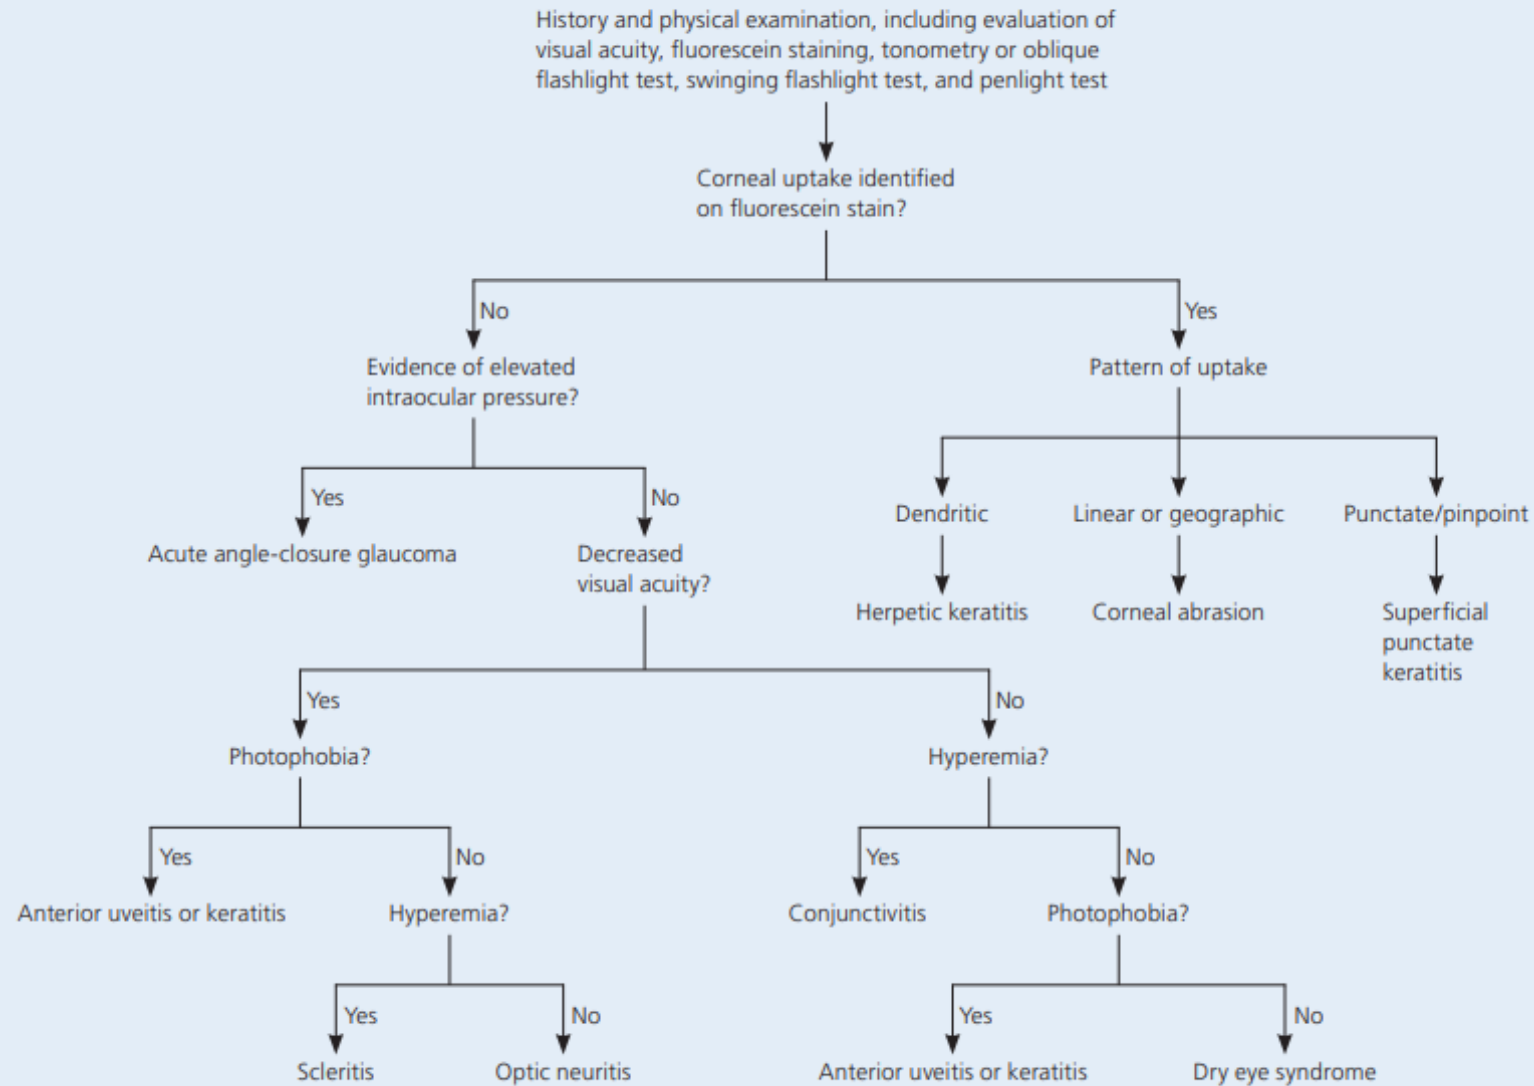 History and physical examination, including evaluation of
visual acuity, fluorescein staining, tonometry or oblique
flashlight test, swinging flashlight test, and penlight test
Corneal uptake identified
on fluorescein stain?
No
Yes
Evidence of elevated
intraocular pressure?
Pattern of uptake
Yes
No
Dendritic
Linear or geographic
Punctate/pinpoint
Acute angle-closure glaucoma
Decreased
visual acuity?
Herpetic keratitis
Corneal abrasion
Superficial
punctate
keratitis
Yes
No
Photophobia?
Hyperemia?
Yes
No
Yes
No
Anterior uveitis or keratitis
Hyperemia?
Conjunctivitis
Photophobia?
Yes
No
Yes
No
Scleritis
Optic neuritis
Anterior uveitis or keratitis
Dry eye syndrome